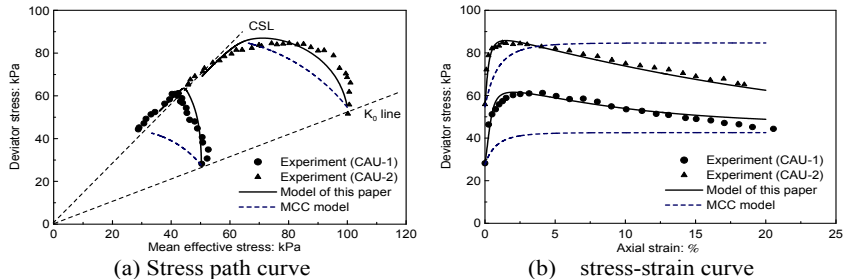 100
80
60
40
20
0
Deviator stress: kPa
CSL
K₀ line
Experiment (CAU-1)
Experiment (CAU-2)
Model of this paper
MCC model
0 20 40 60 80 100 120
Mean effective stress: kPa
(a) Stress path curve
100
80
60
40
20
0
Deviator stress: kPa
Experiment (CAU-1)
Experiment (CAU-2)
Model of this paper
MCC model
0 5 10 15 20 25
Axial strain: %
(b) stress-strain curve